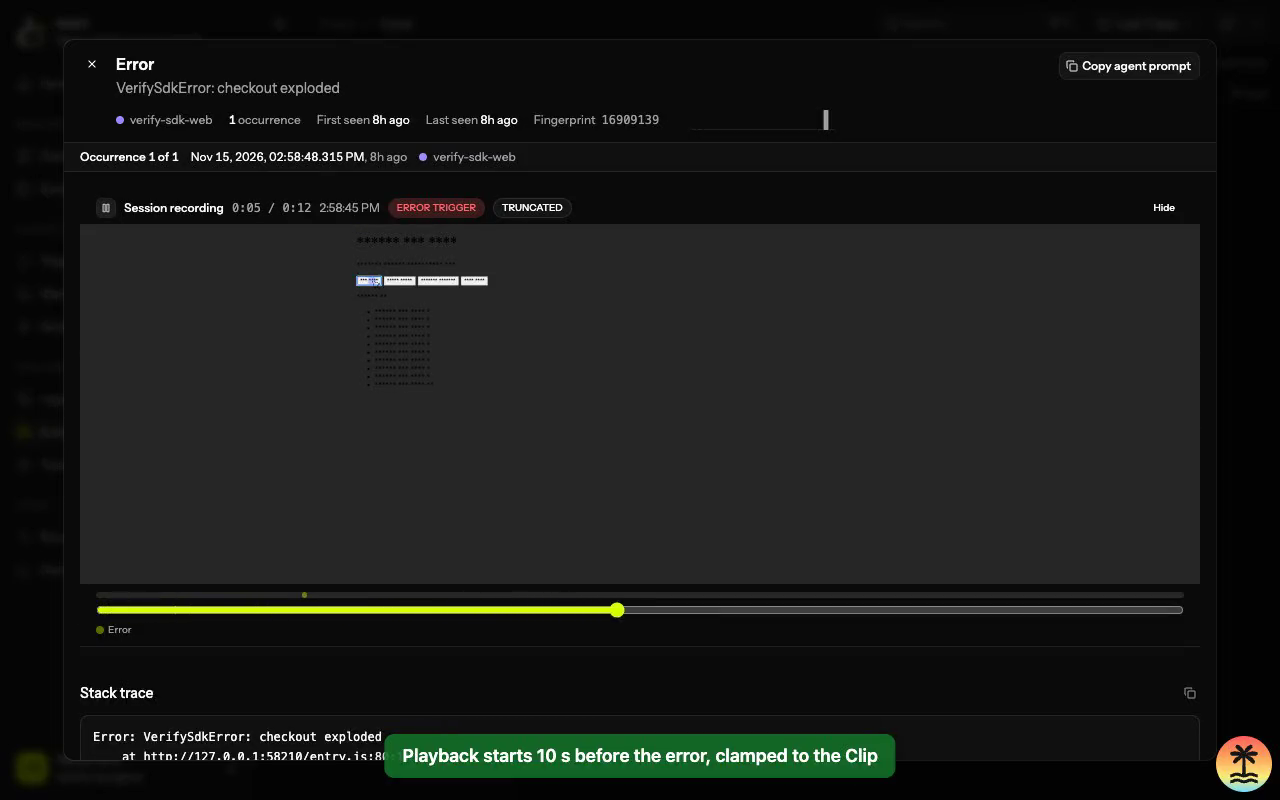 Error
Copy agent prompt
VerifySdkError: checkout exploded
verify-sdk-web 1 occurrence First seen 8h ago Last seen 8h ago Fingerprint 16909139
Occurrence 1 of 1 Nov 15, 2026, 02:58:48.315 PM, 8h ago verify-sdk-web
Session recording 0:05 / 0:12 2:58:45 PM ERROR TRIGGER TRUNCATED Hide
Error
Stack trace
Error: VerifySdkError: checkout exploded
at http://127.0.0.1:58210/entry.js:80
Playback starts 10 s before the error, clamped to the Clip